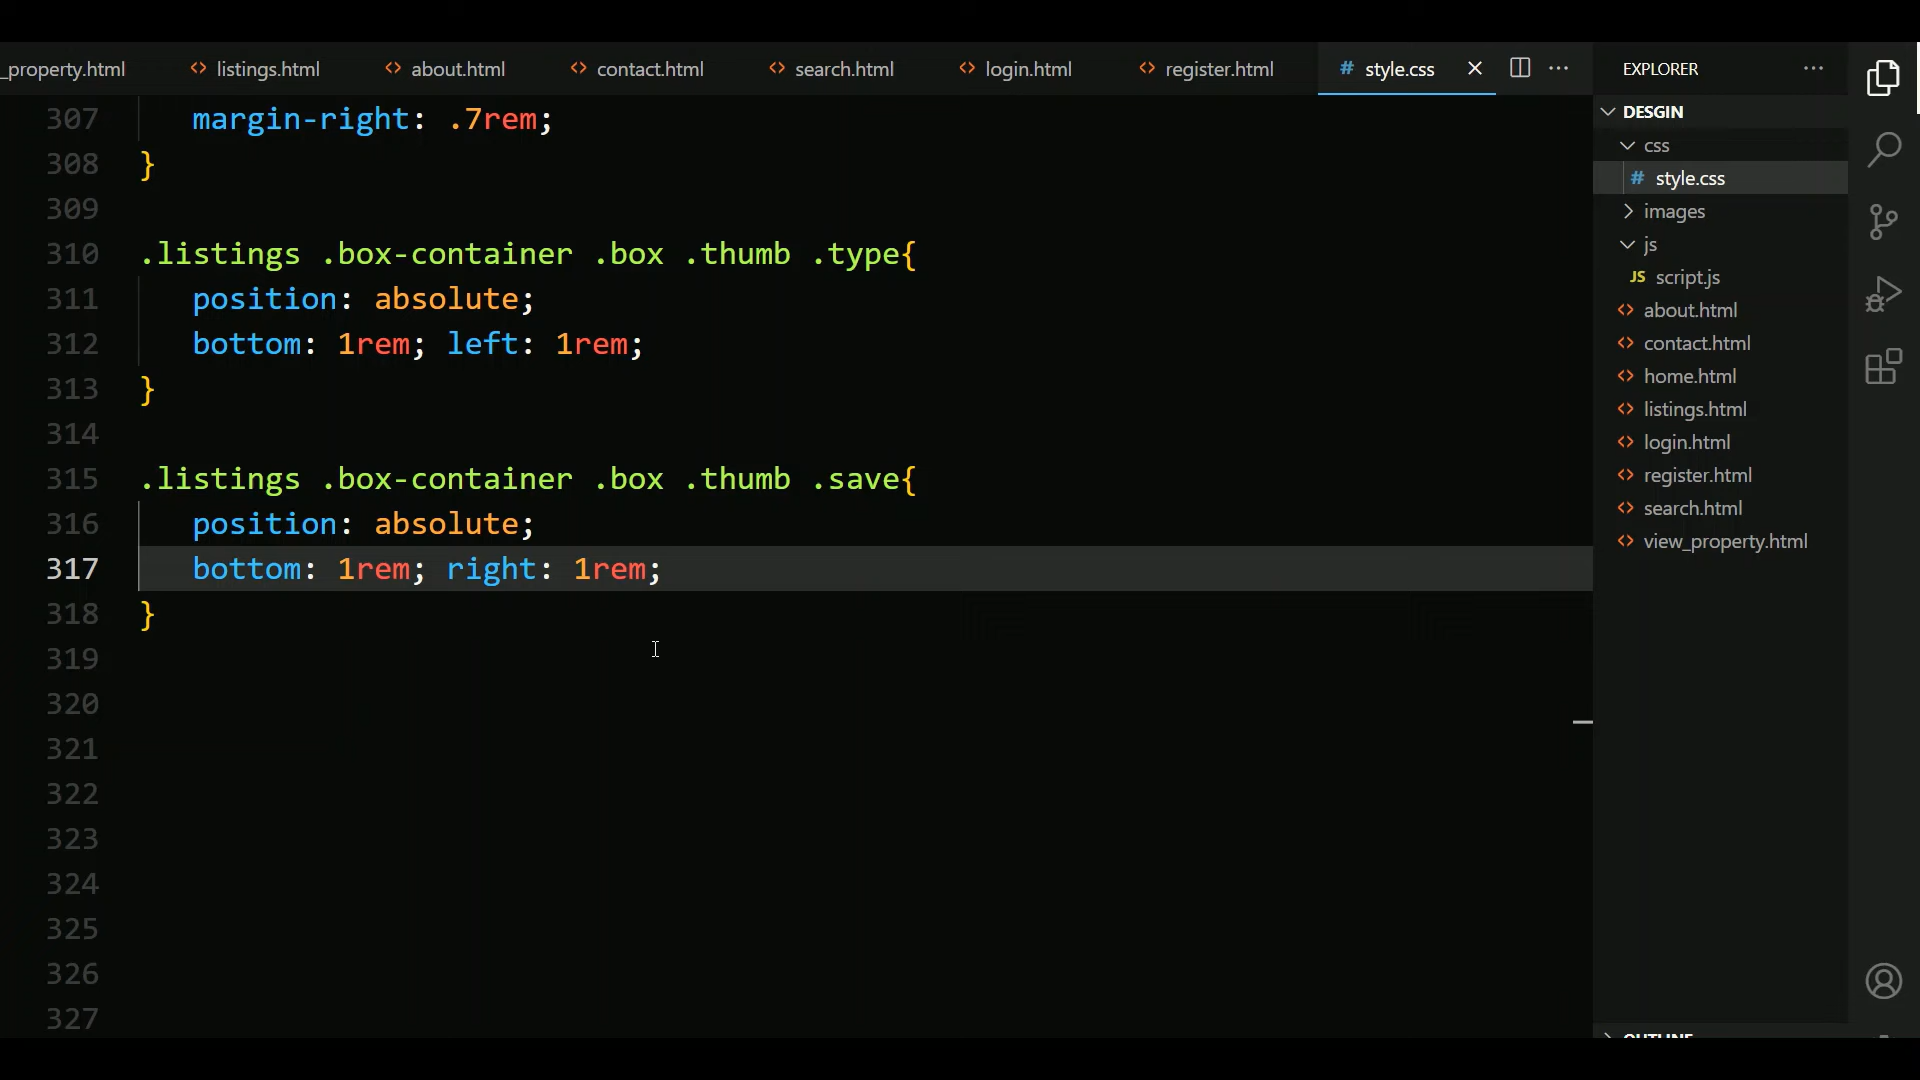 _property.html
listings.html
about.html
contact.html
search.html
login.html
register.html
# style.css
EXPLORER
307 margin-right: .7rem;
308 }
309
310 .listings .box-container .box .thumb .type{
311 position: absolute;
312 bottom: 1rem; left: 1rem;
313 }
314
315 .listings .box-container .box .thumb .save{
316 position: absolute;
317 bottom: 1rem; right: 1rem;
318 }
319
320
321
322
323
324
325
326
327
DESGIN
css
# style.css
images
js
JS script.js
about.html
contact.html
home.html
listings.html
login.html
register.html
search.html
view_property.html
OUTLINE